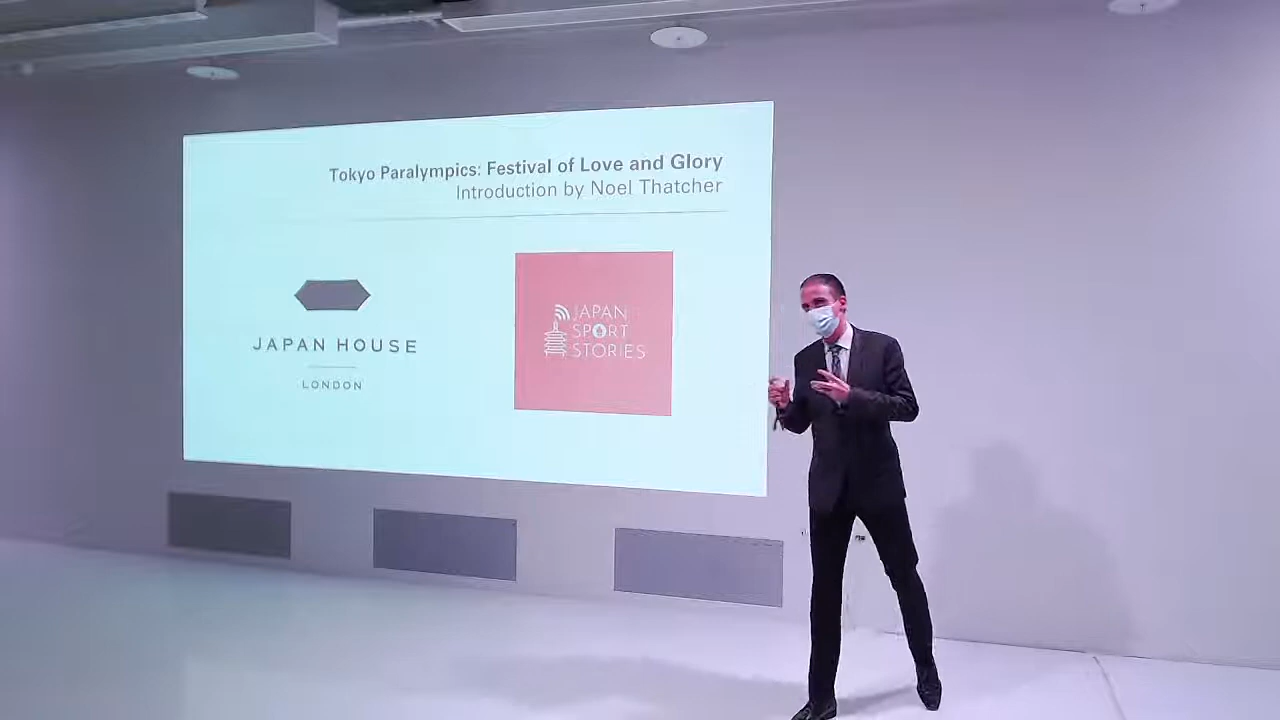 Tokyo Paralympics: Festival of Love and Glory
Introduction by Noel Thatcher
JAPAN HOUSE
LONDON
JAPAN
SPORT
STORIES